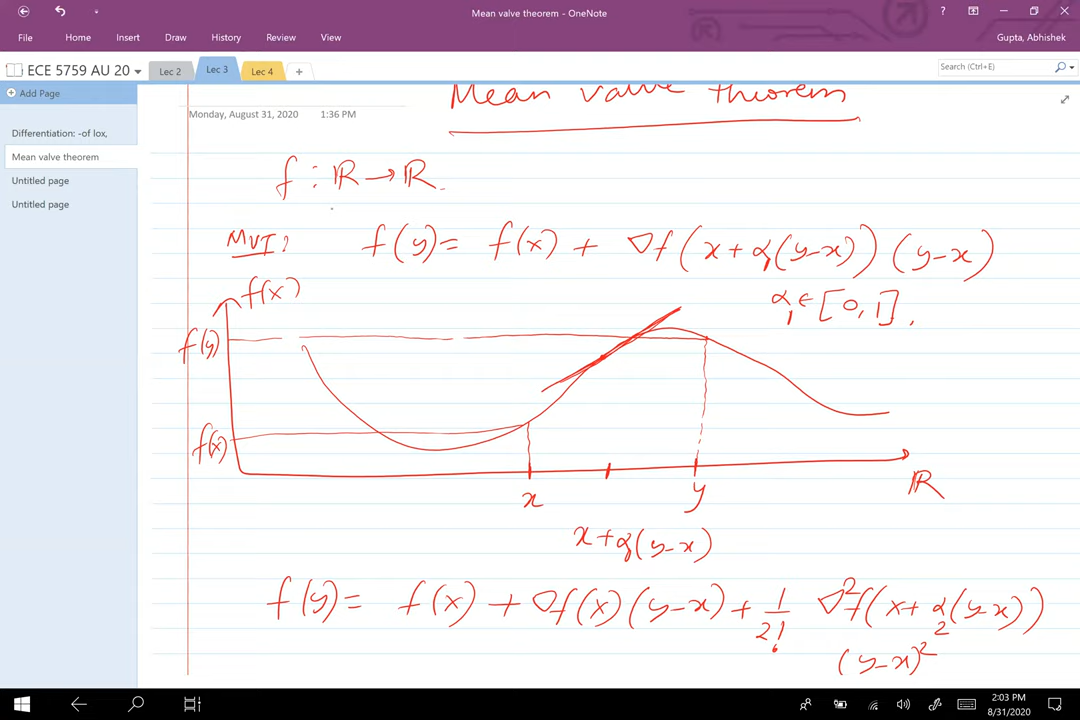 Mean valve theorem - OneNote
?
File Home Insert Draw History Review View
Gupta, Abhishek
ECE 5759 AU 20
Lec 2 Lec 3 Lec 4 +
Search (Ctrl+E)
Add Page
Differentiation: -of lox,
Mean valve theorem
Untitled page
Untitled page
Mean valve theorem
Monday, August 31, 2020 1:36 PM
f : ℝ → ℝ.
MVT: f(y) = f(x) + ∇f(x + α₁(y-x))(y-x)
α₁ ∈ [0,1].
f(x)
f(y)
f(x)
x
y
ℝ
x + α₁(y-x)
f(y) = f(x) + ∇f(x)(y-x) + 1/2! ∇²f(x + α₂(y-x))
(y-x)²
2:03 PM
8/31/2020